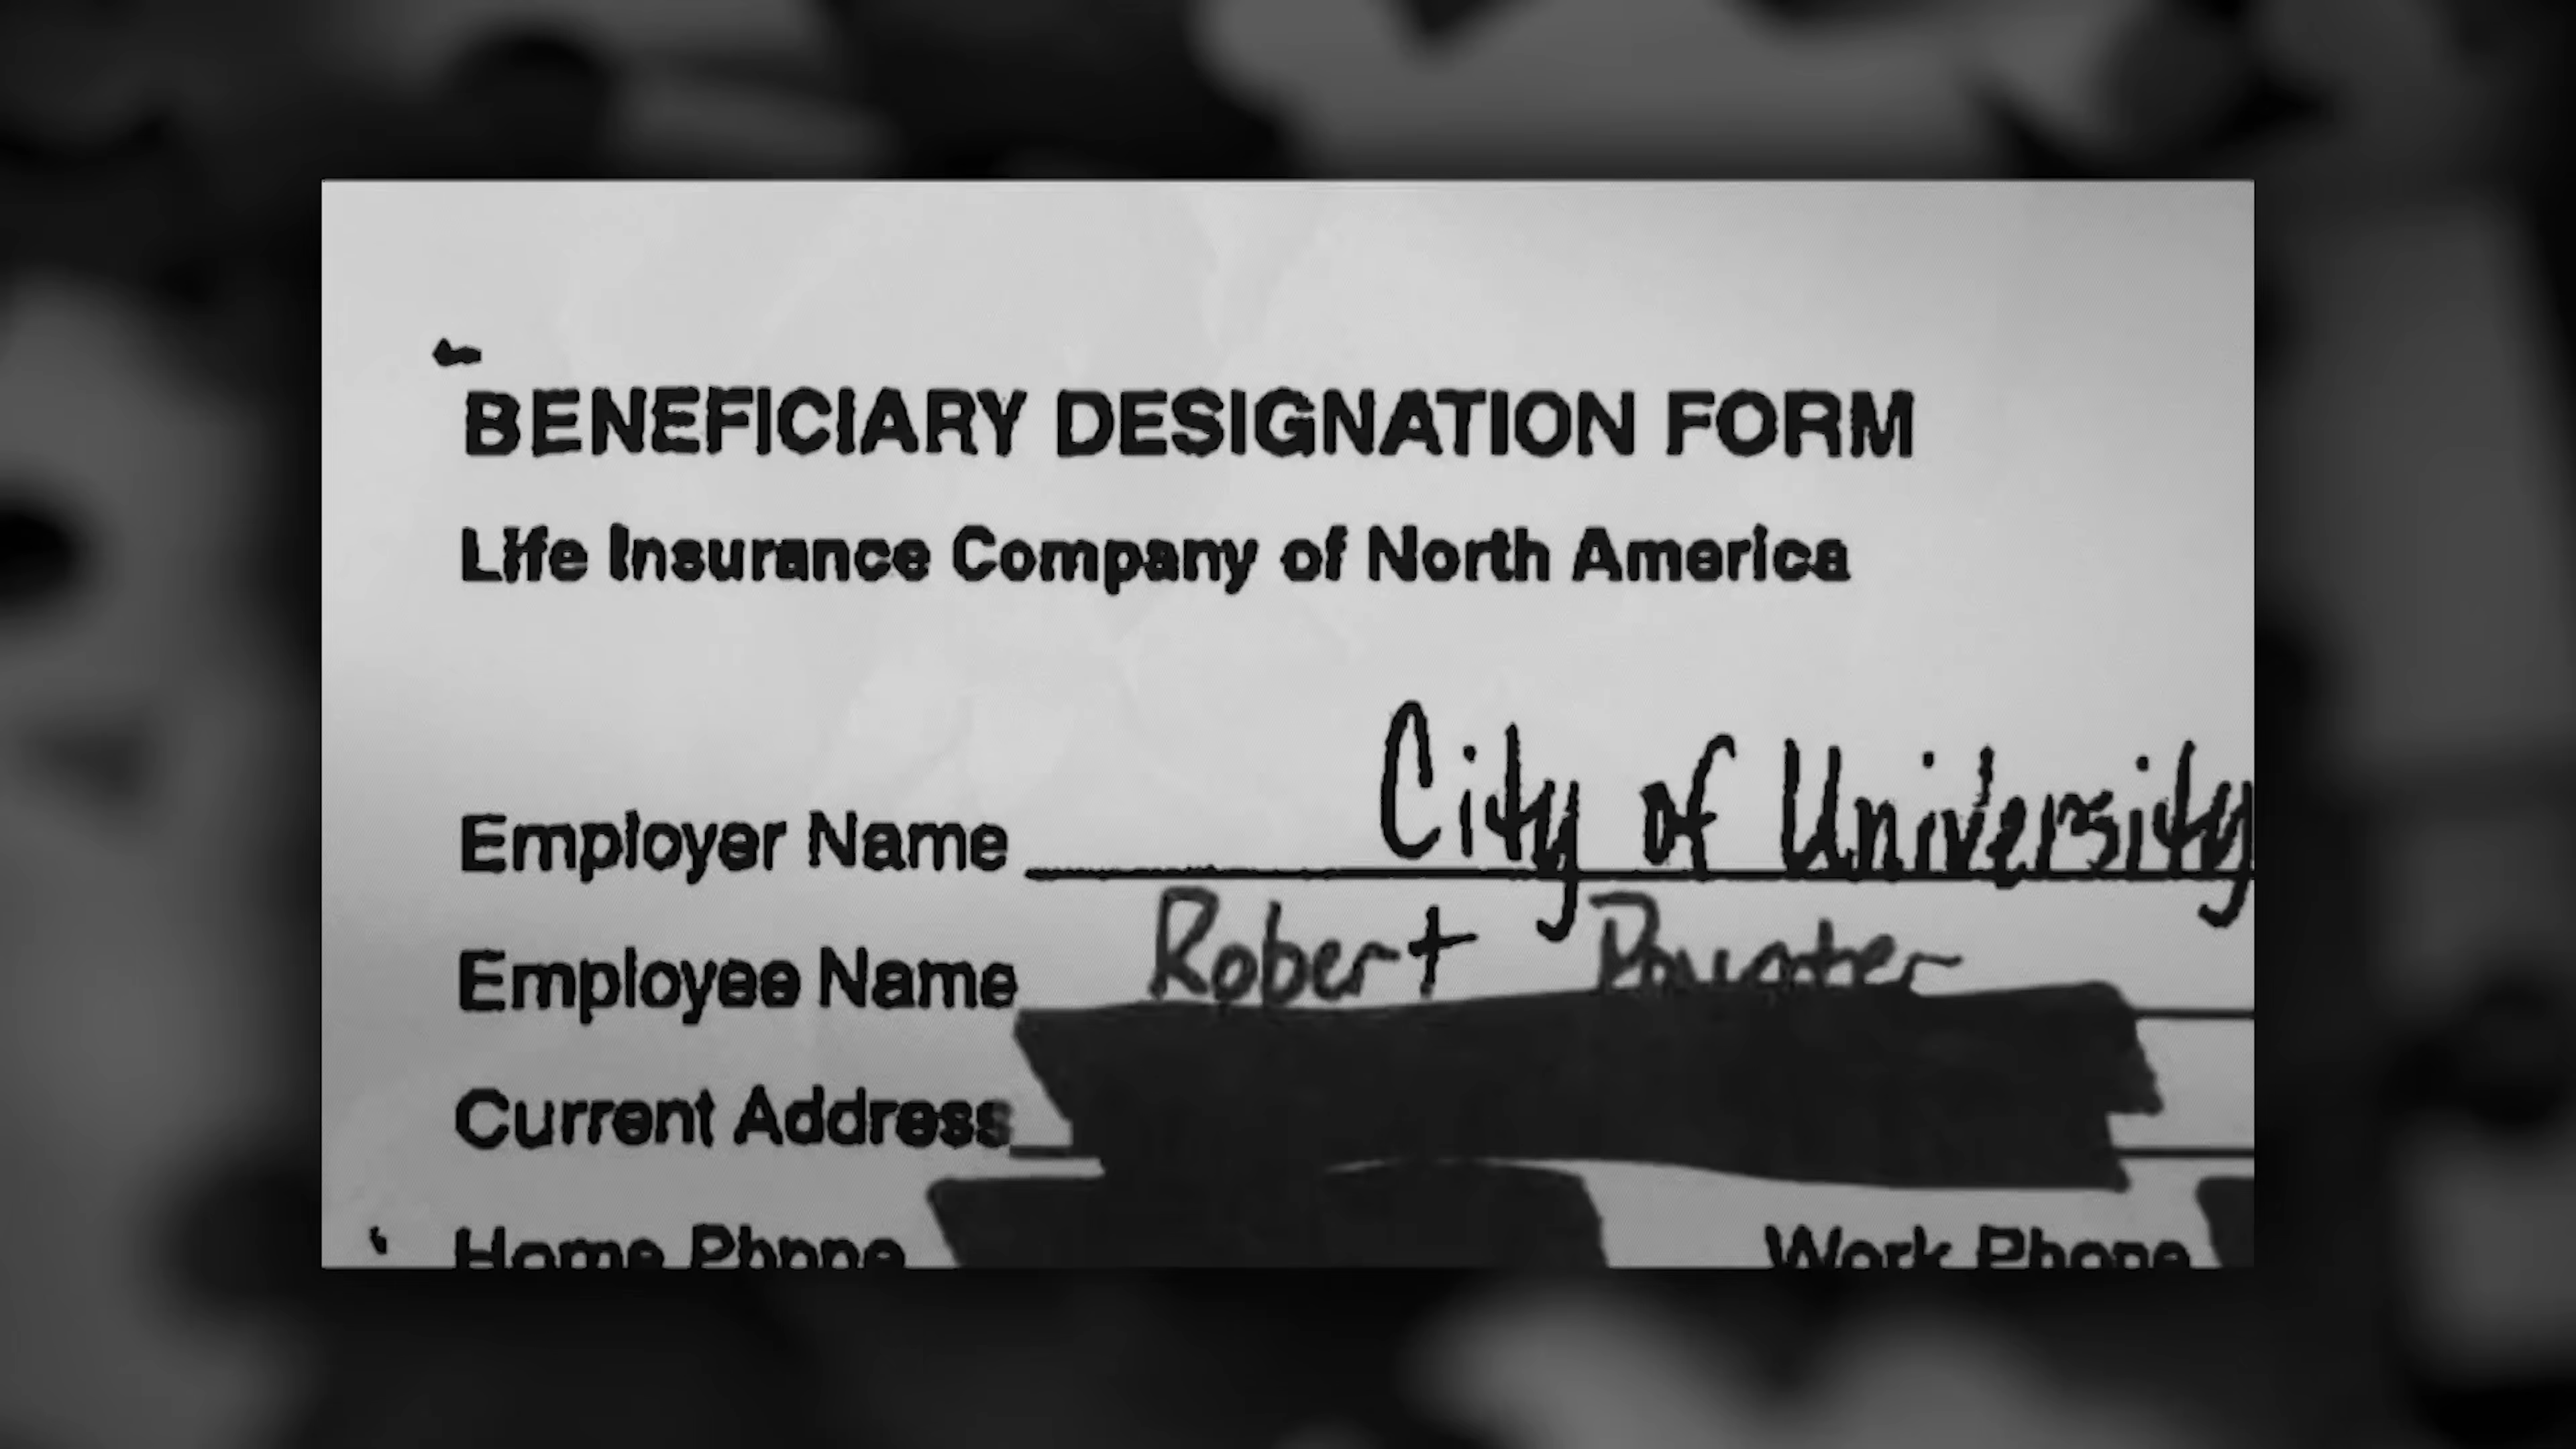 BENEFICIARY DESIGNATION FORM
Life Insurance Company of North America
Employer Name City of University
Employee Name Robert
Current Address
Home Phone Work Phone